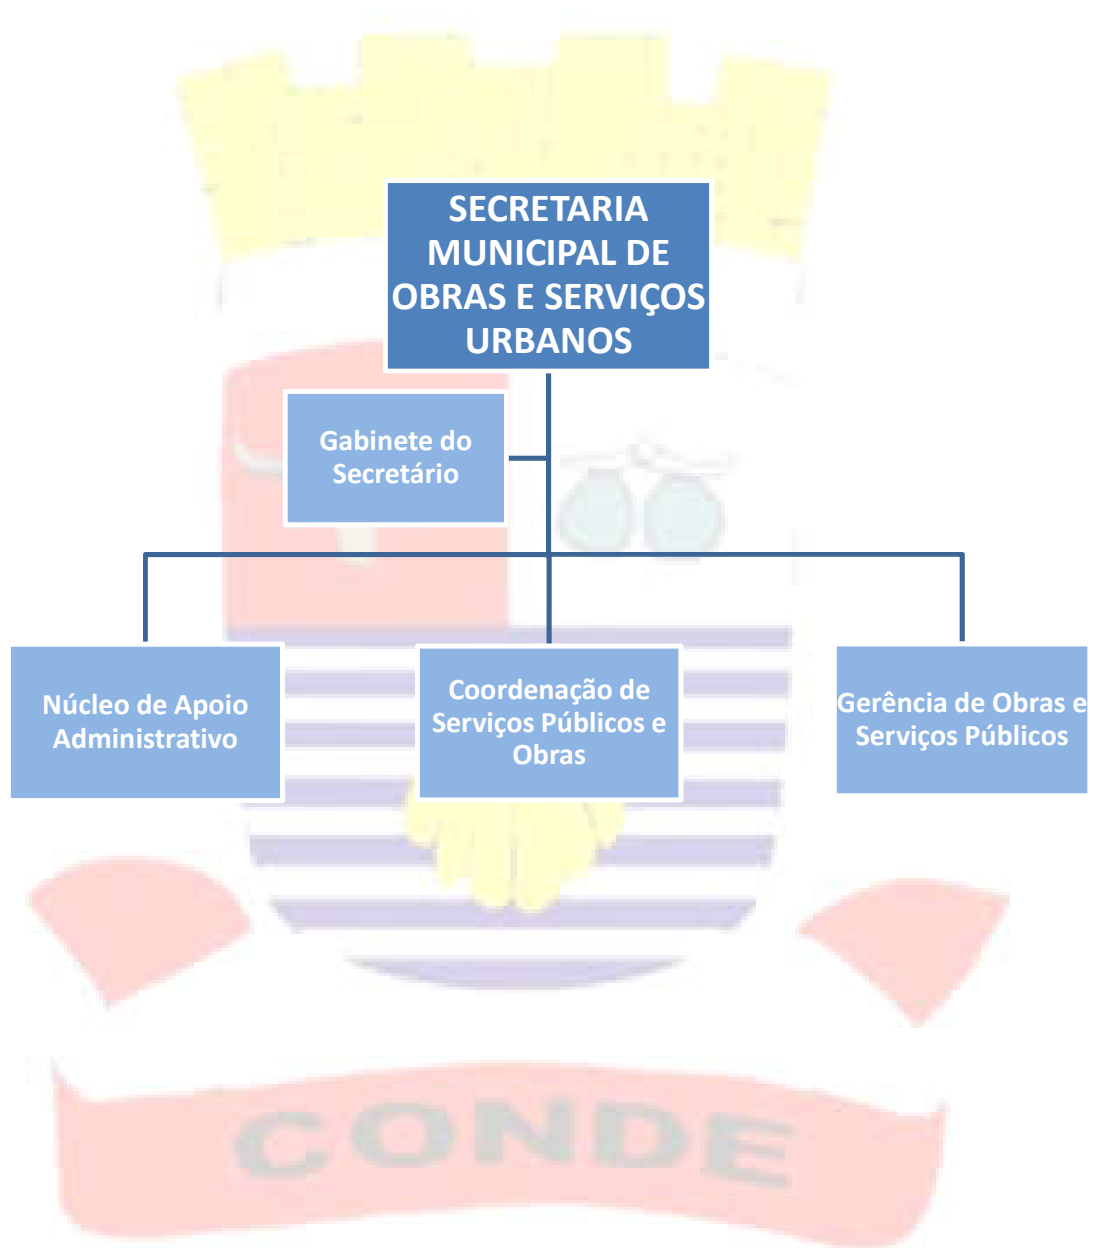 SECRETARIA
MUNICIPAL DE
OBRAS E SERVIÇOS
URBANOS
Gabinete do
Secretário
Núcleo de Apoio
Administrativo
Coordenação de
Serviços Públicos e
Obras
Gerência de Obras e
Serviços Públicos
CONDE